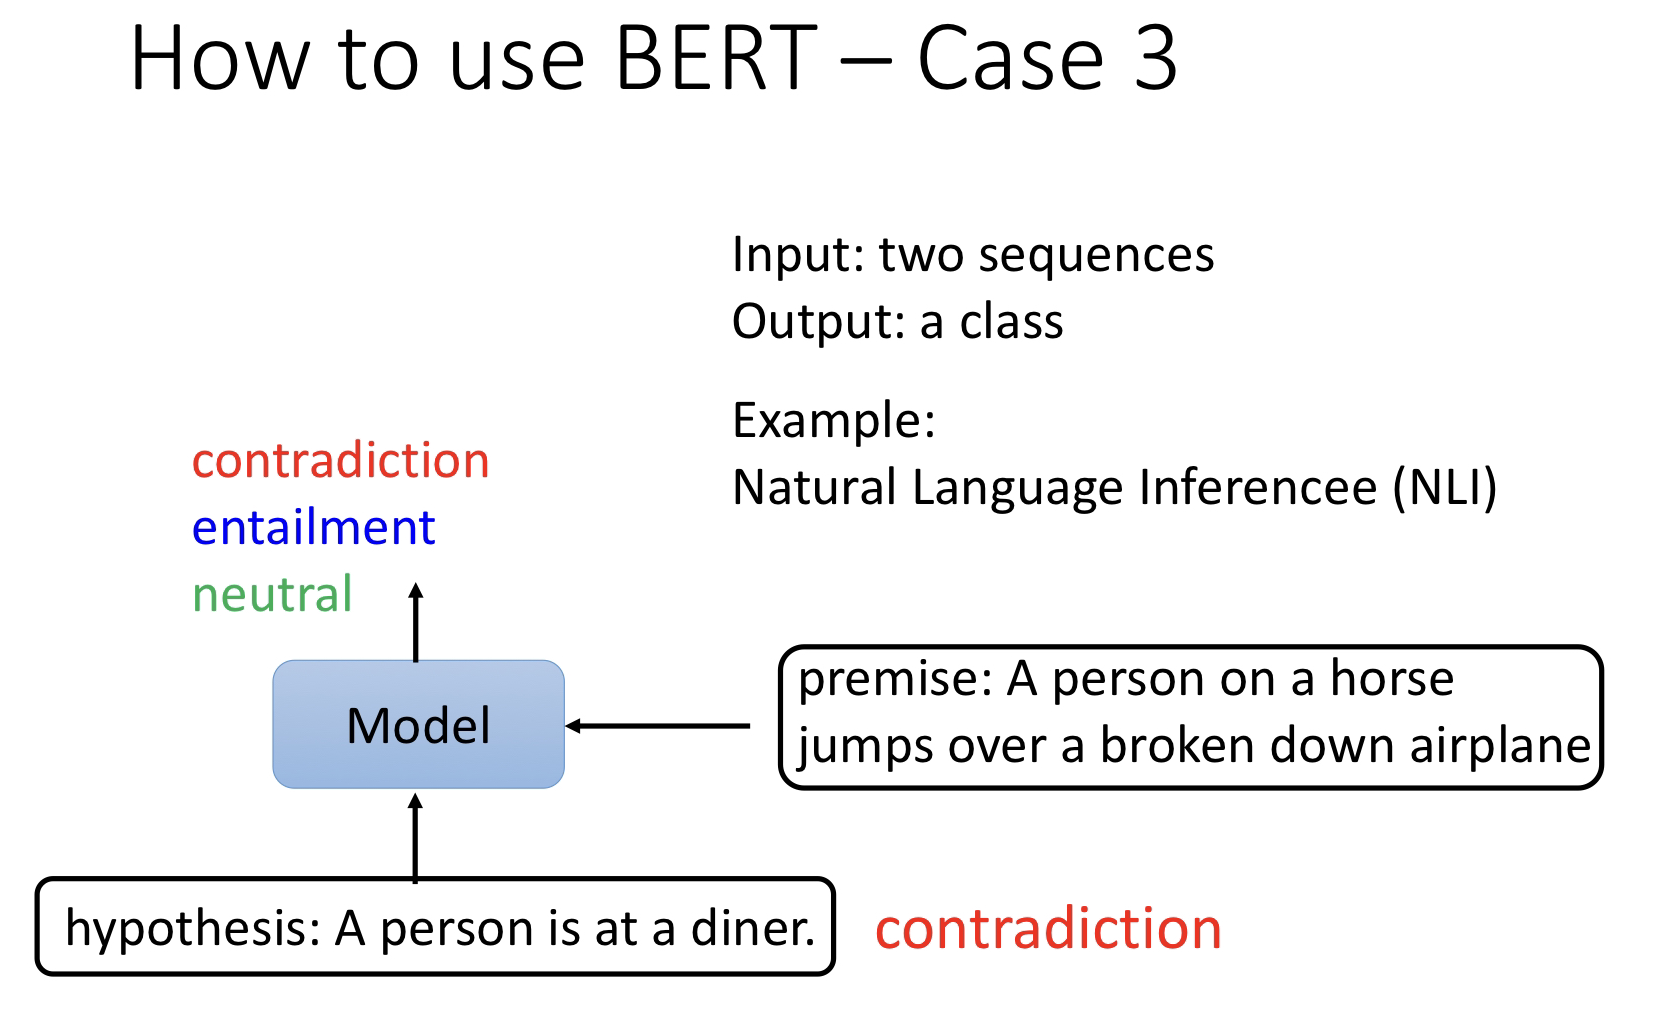 How to use BERT – Case 3
Input: two sequences
Output: a class
Example:
Natural Language Inferencee (NLI)
contradiction
entailment
neutral
Model
premise: A person on a horse
jumps over a broken down airplane
hypothesis: A person is at a diner.
contradiction